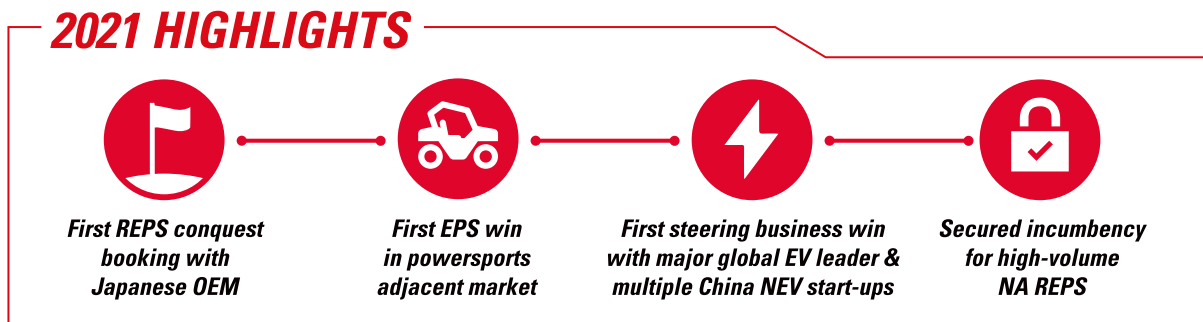 2021 HIGHLIGHTS
First REPS conquest
booking with
Japanese OEM
First EPS win
in powersports
adjacent market
First steering business win
with major global EV leader &
multiple China NEV start-ups
Secured incumbency
for high-volume
NA REPS